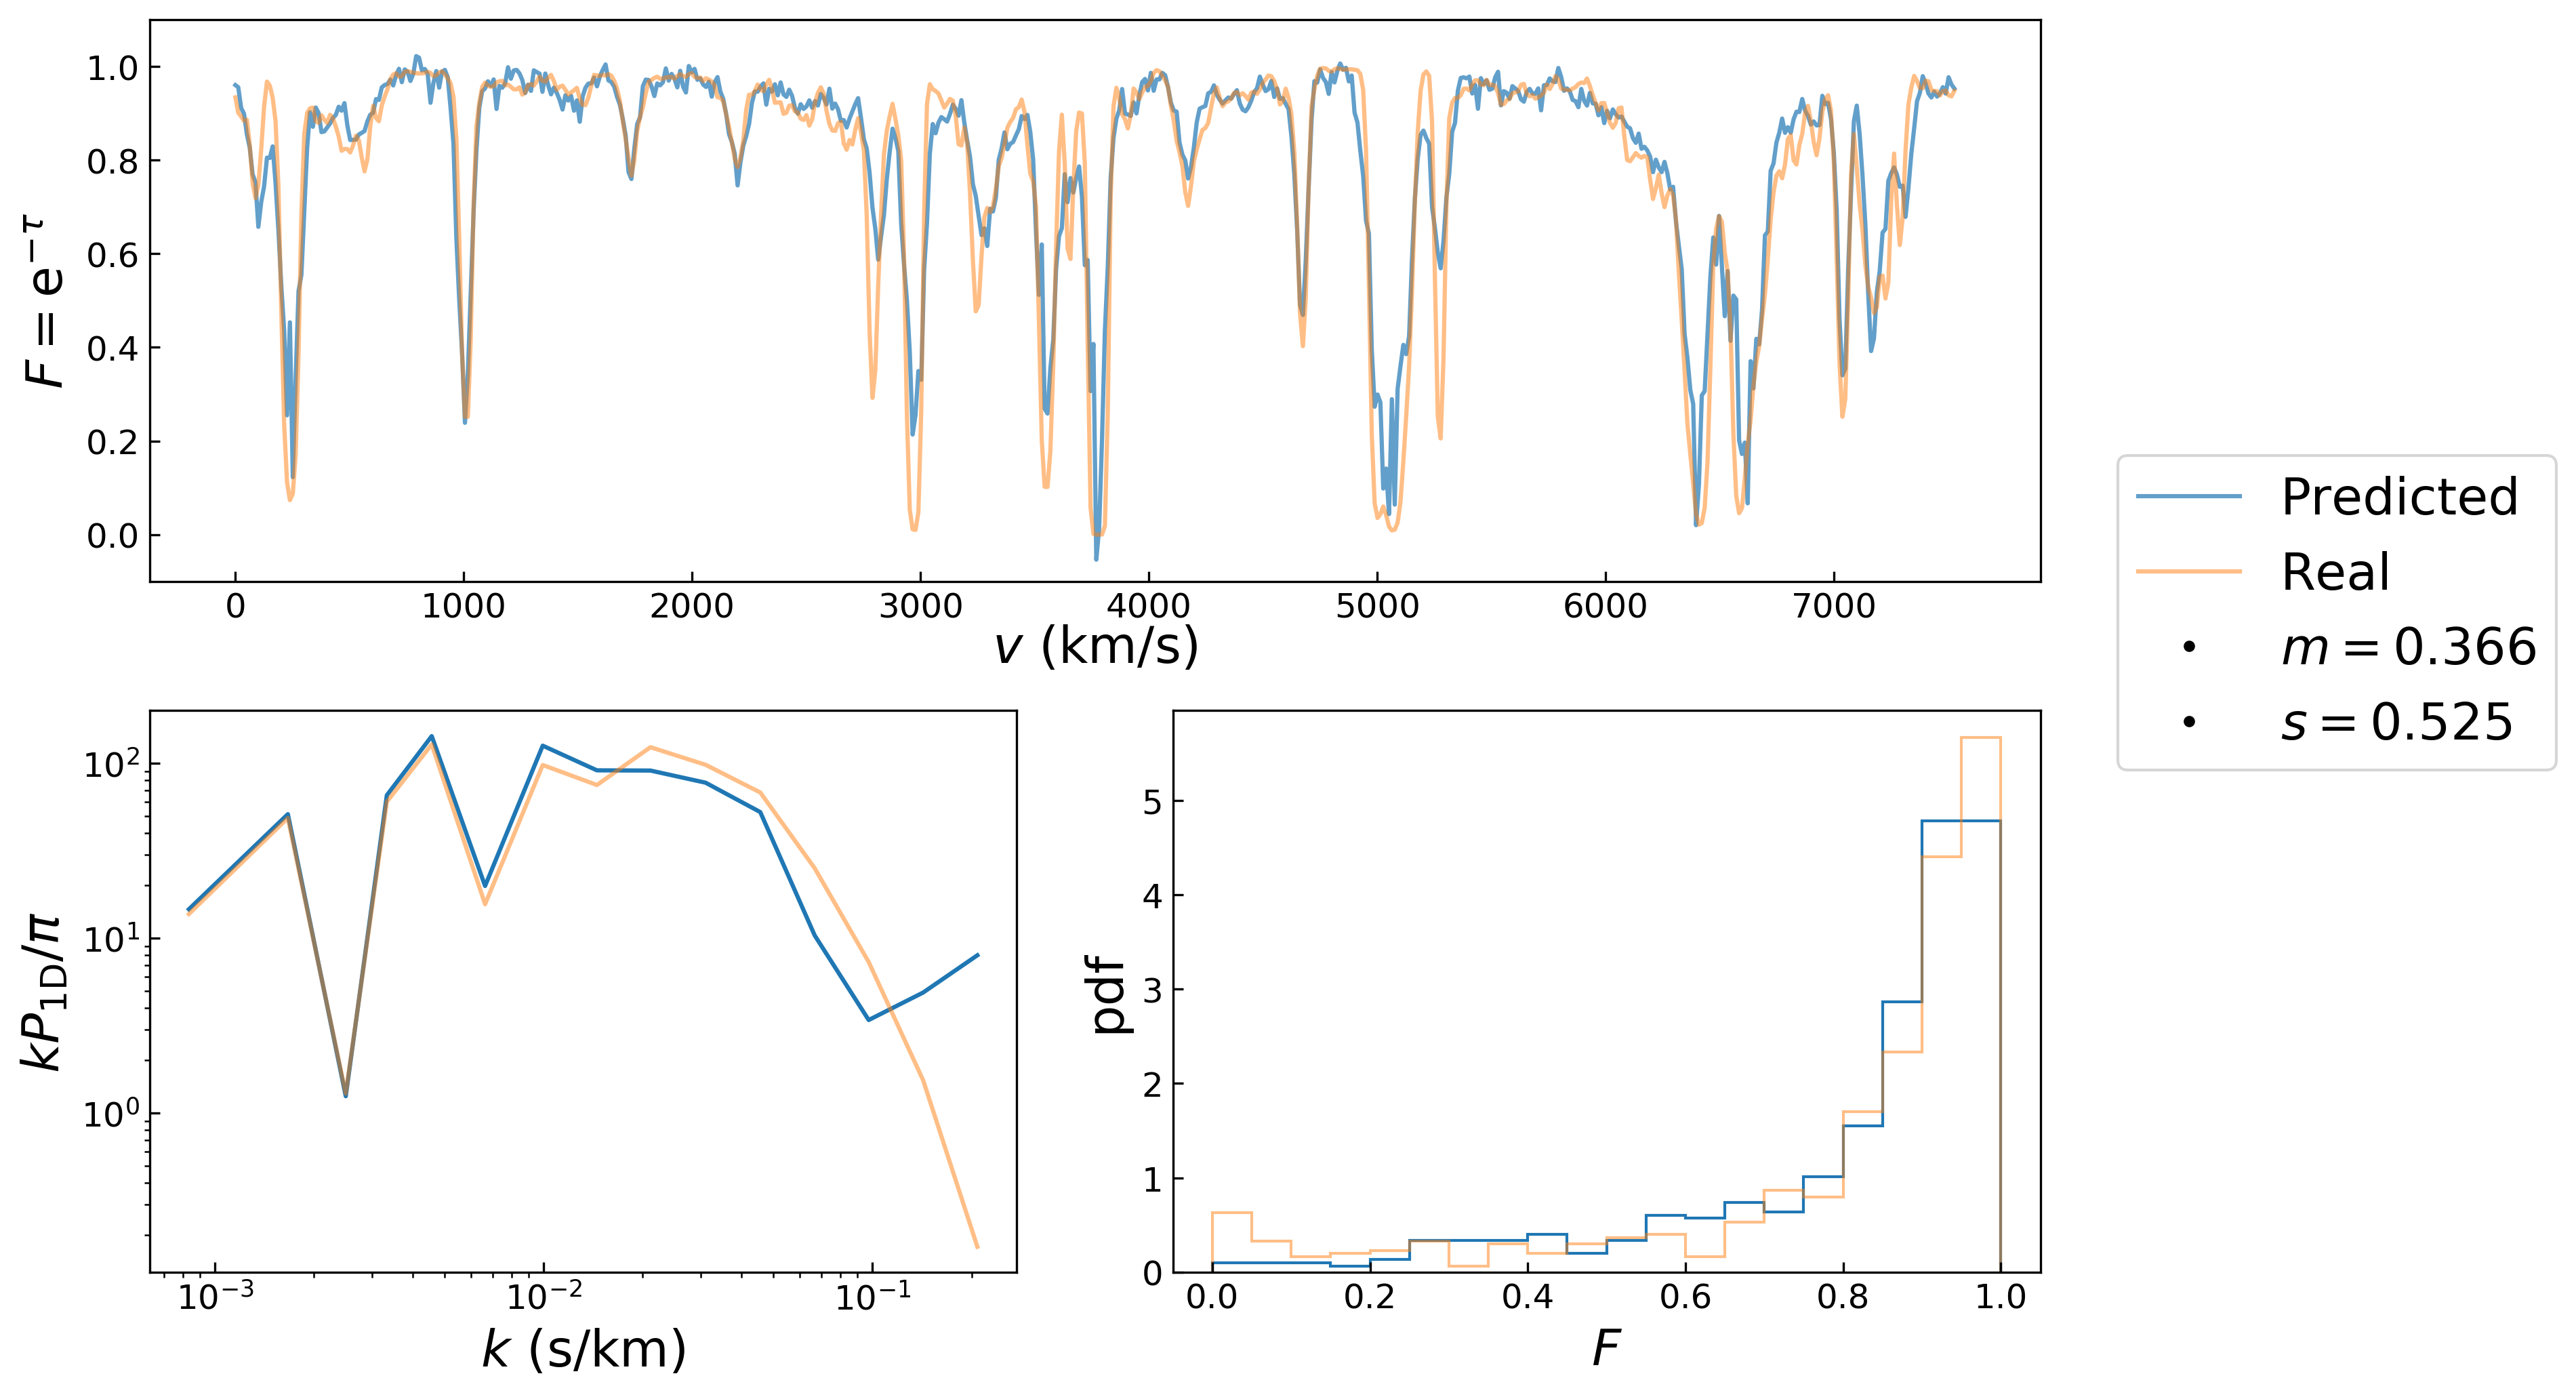 1.0
0.8
0.6
0.4
0.2
0.0
F = e^{-τ}
0 1000 2000 3000 4000 5000 6000 7000
v (km/s)
Predicted
Real
m = 0.366
s = 0.525
10^2
10^1
10^0
kP_{1D}/π
10^{-3} 10^{-2} 10^{-1}
k (s/km)
5
4
3
2
1
0
pdf
0.0 0.2 0.4 0.6 0.8 1.0
F